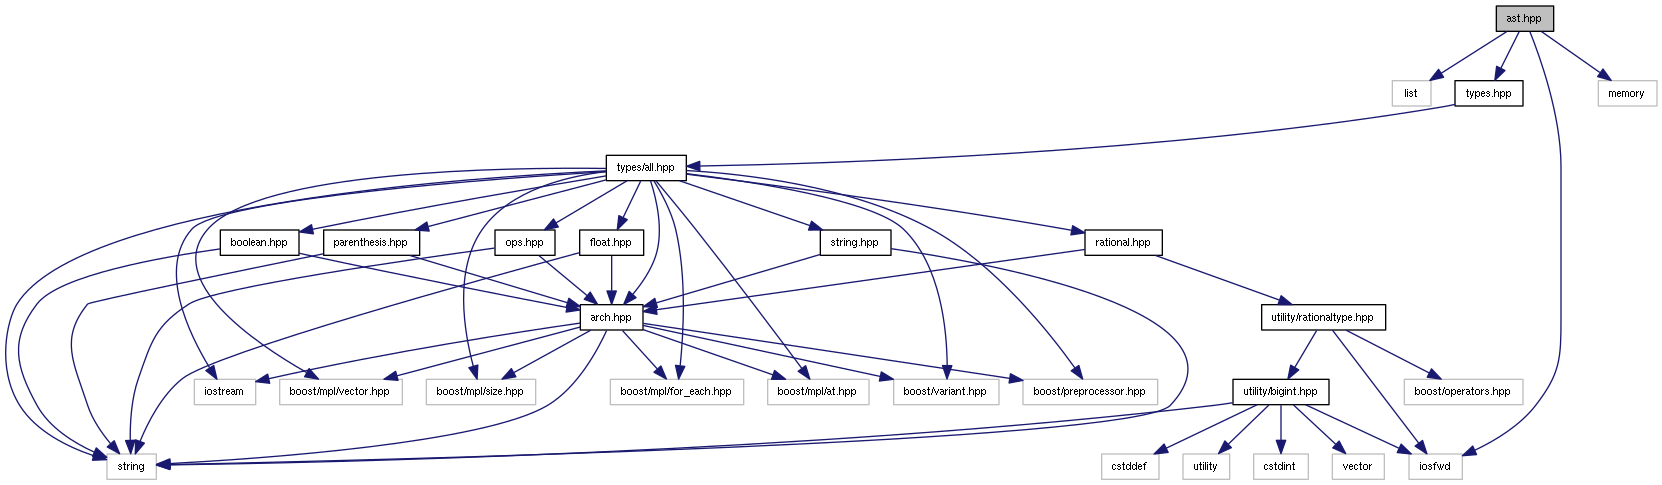 ast.hpp
list
types.hpp
memory
types/all.hpp
boolean.hpp
parenthesis.hpp
ops.hpp
float.hpp
string.hpp
rational.hpp
arch.hpp
utility/rationaltype.hpp
iostream
boost/mpl/vector.hpp
boost/mpl/size.hpp
boost/mpl/for_each.hpp
boost/mpl/at.hpp
boost/variant.hpp
boost/preprocessor.hpp
utility/bigint.hpp
boost/operators.hpp
string
cstddef
utility
cstdint
vector
iosfwd